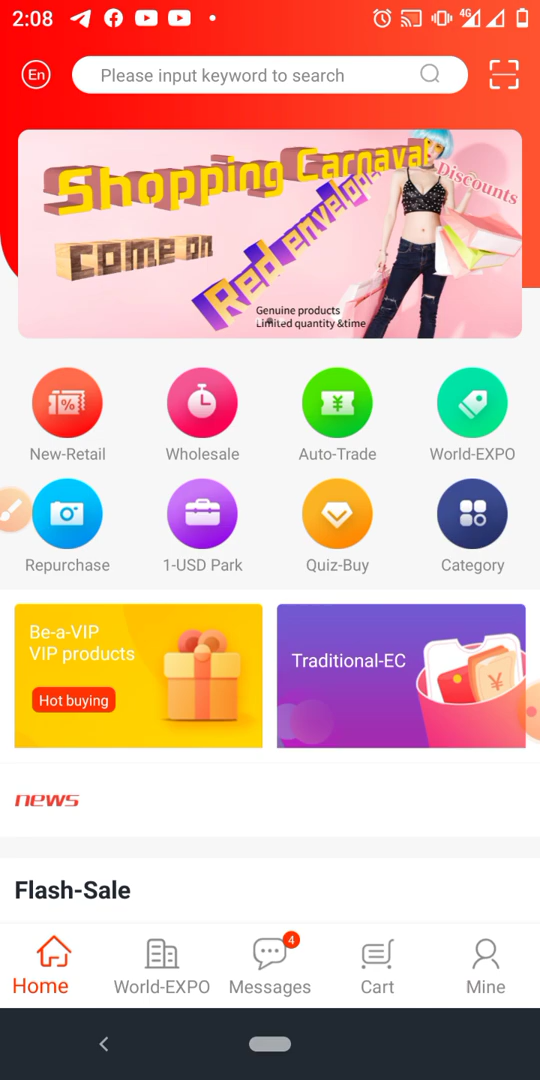 2:08
4G
En
Please input keyword to search
Shopping Carnaval
Discounts
COME ON
Red envelope
Genuine products
Limited quantity &time
%
¥
New-Retail
Wholesale
Auto-Trade
World-EXPO
Repurchase
1-USD Park
Quiz-Buy
Category
Be-a-VIP
VIP products
Hot buying
Traditional-EC
¥
news
Flash-Sale
4
Home
World-EXPO
Messages
Cart
Mine